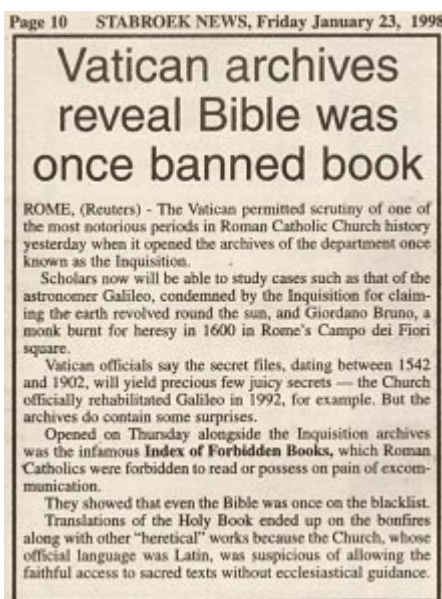 Page 10 STABROEK NEWS, Friday January 23, 1998
Vatican archives
reveal Bible was
once banned book
ROME, (Reuters) - The Vatican permitted scrutiny of one of
the most notorious periods in Roman Catholic Church history
yesterday when it opened the archives of the department once
known as the Inquisition.
Scholars now will be able to study cases such as that of the
astronomer Galileo, condemned by the Inquisition for claim-
ing the earth revolved round the sun, and Giordano Bruno, a
monk burnt for heresy in 1600 in Rome's Campo dei Fiori
square.
Vatican officials say the secret files, dating between 1542
and 1902, will yield precious few juicy secrets — the Church
officially rehabilitated Galileo in 1992, for example. But the
archives do contain some surprises.
Opened on Thursday alongside the Inquisition archives
was the infamous Index of Forbidden Books, which Roman
Catholics were forbidden to read or possess on pain of excom-
munication.
They showed that even the Bible was once on the blacklist.
Translations of the Holy Book ended up on the bonfires
along with other "heretical" works because the Church, whose
official language was Latin, was suspicious of allowing the
faithful access to sacred texts without ecclesiastical guidance.